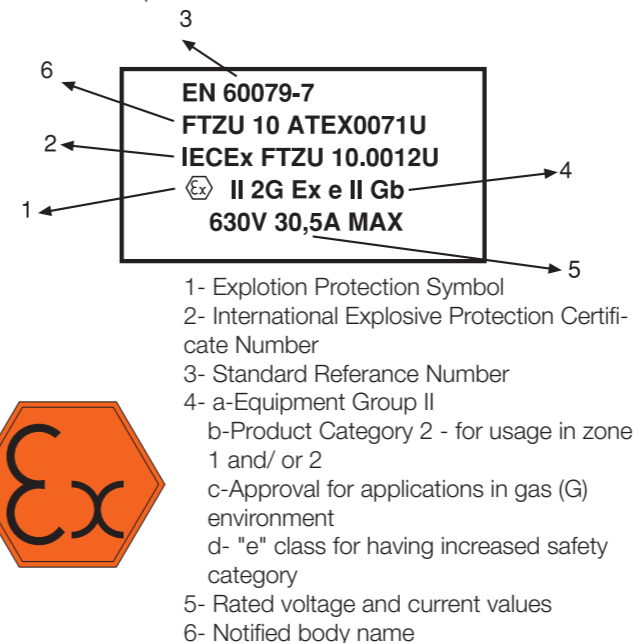 3
6
EN 60079-7
FTZU 10 ATEX0071U
2
IECEx FTZU 10.0012U
4
Ex II 2G Ex e II Gb
1
630V 30,5A MAX
5
1- Explotion Protection Symbol
2- International Explosive Protection Certifi-
cate Number
3- Standard Referance Number
4- a-Equipment Group II
b-Product Category 2 - for usage in zone
1 and/ or 2
c-Approval for applications in gas (G)
environment
d- "e" class for having increased safety
category
5- Rated voltage and current values
6- Notified body name
Ex